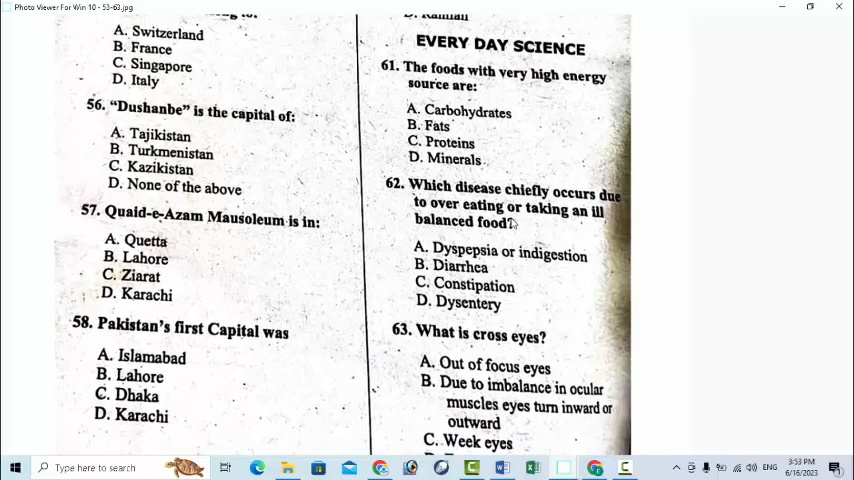 Photo Viewer For Win 10 - 53-63.jpg
A. Switzerland
B. France
C. Singapore
D. Italy
56. "Dushanbe" is the capital of:
A. Tajikistan
B. Turkmenistan
C. Kazikistan
D. None of the above
57. Quaid-e-Azam Mausoleum is in:
A. Quetta
B. Lahore
C. Ziarat
D. Karachi
58. Pakistan's first Capital was
A. Islamabad
B. Lahore
C. Dhaka
D. Karachi
EVERY DAY SCIENCE
61. The foods with very high energy
source are:
A. Carbohydrates
B. Fats
C. Proteins
D. Minerals
62. Which disease chiefly occurs due
to over eating or taking an ill
balanced food?
A. Dyspepsia or indigestion
B. Diarrhea
C. Constipation
D. Dysentery
63. What is cross eyes?
A. Out of focus eyes
B. Due to imbalance in ocular
muscles eyes turn inward or
outward
C. Week eyes
Type here to search
ENG
3:53 PM
6/16/2023